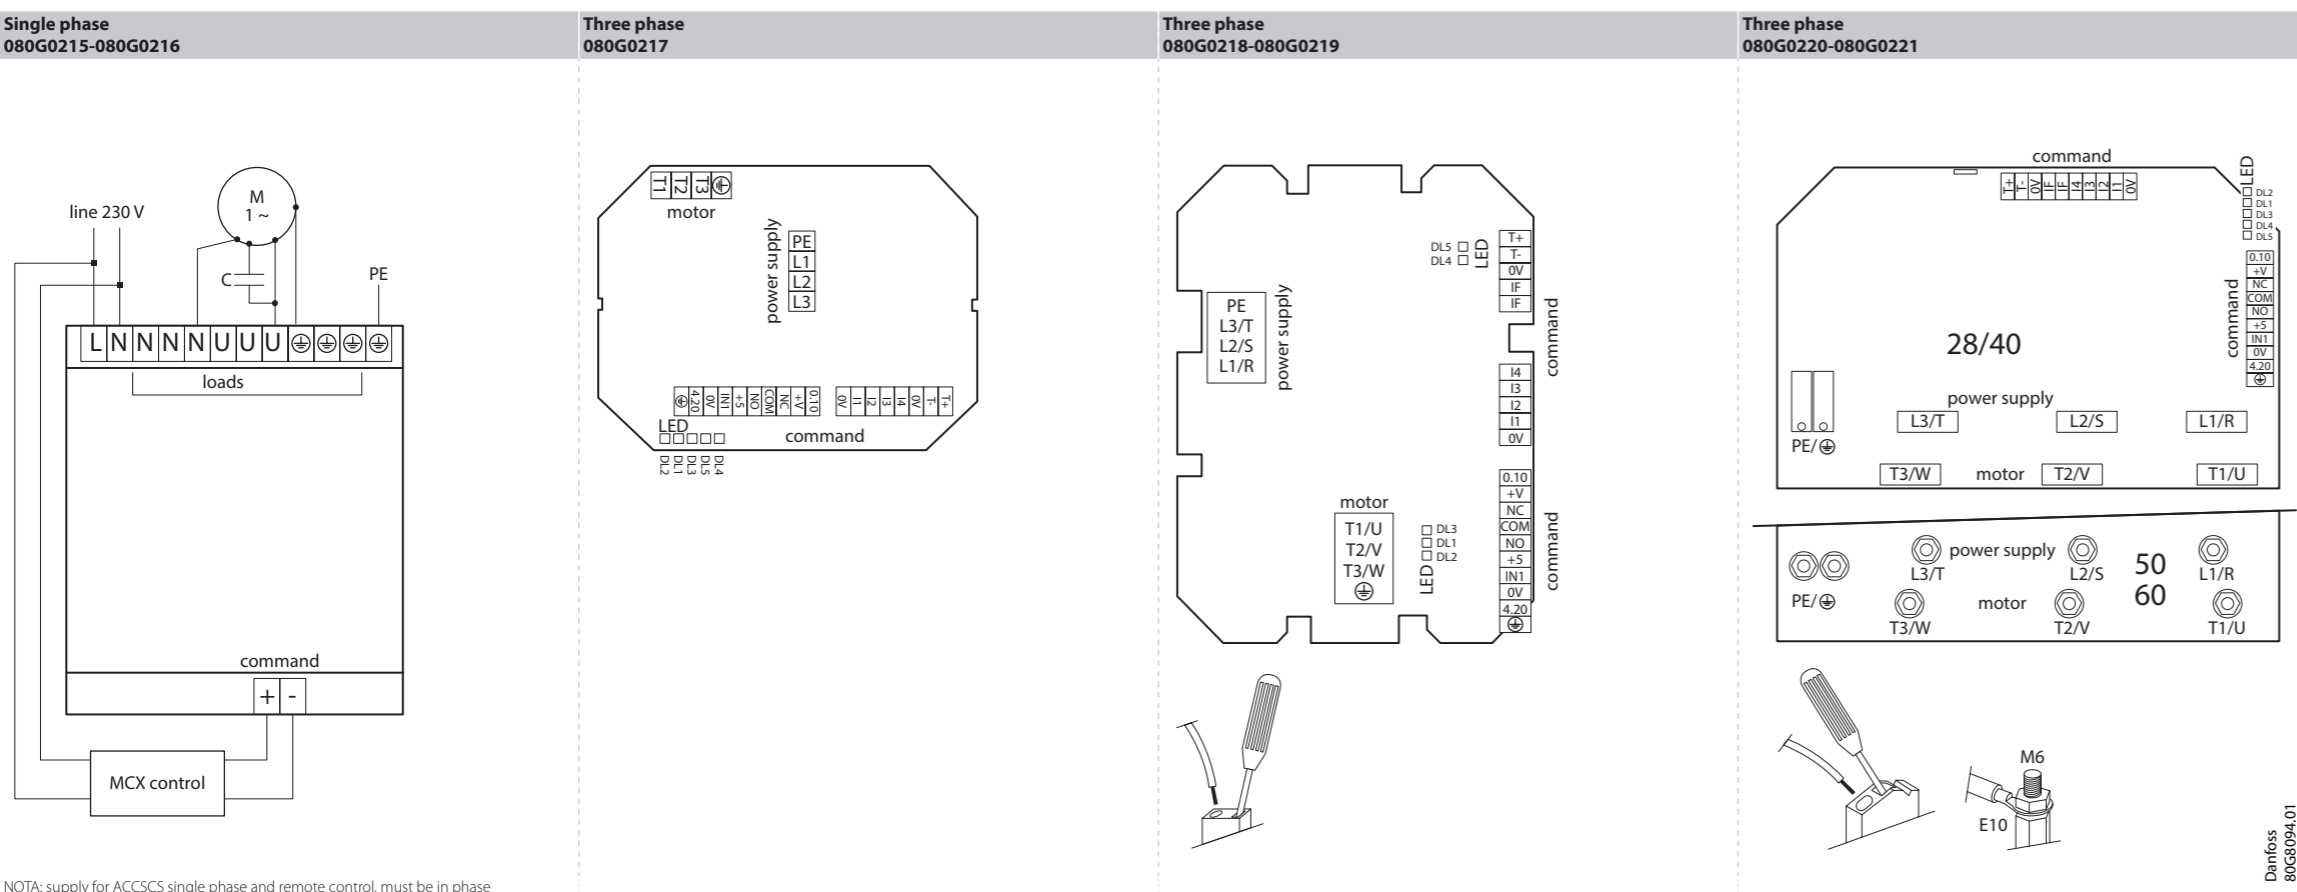 Single phase
080G0215-080G0216
line 230 V
M
1 ~
C
PE
L N N N N U U U
loads
command
+ -
MCX control
NOTA: supply for ACCSCS single phase and remote control, must be in phase
Three phase
080G0217
T1 T2 T3
motor
power supply
PE
L1
L2
L3
4.20 0V IN1 +5 NO COM NC +V 0.10
0V I1 I2 I3 I4 0V T- T+
LED
command
DL2 DL1 DL3 DL5 DL4
Three phase
080G0218-080G0219
DL5
DL4
LED
T+
T-
0V
IF
IF
PE
L3/T
L2/S
L1/R
power supply
command
I4
I3
I2
I1
0V
motor
T1/U
T2/V
T3/W
DL3
DL1
DL2
LED
0.10
+V
NC
COM
NO
+5
IN1
0V
4.20
command
Three phase
080G0220-080G0221
command
T+ T- 0V IF IF I4 I3 I2 I1 0V
LED
DL2
DL1
DL3
DL4
DL5
0.10
+V
NC
COM
NO
+5
IN1
0V
4.20
command
28/40
power supply
L3/T L2/S L1/R
PE/
T3/W motor T2/V T1/U
power supply
L3/T L2/S 50 L1/R
PE/ motor 60
T3/W T2/V T1/U
M6
E10
Danfoss
80G8094.01